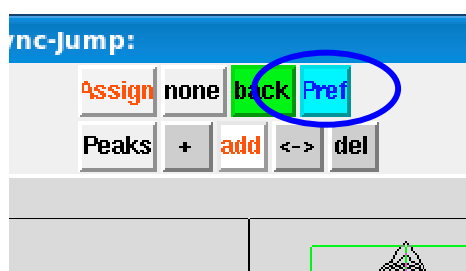 ync-Jump:
Assign none back Pref
Peaks + add <-> del